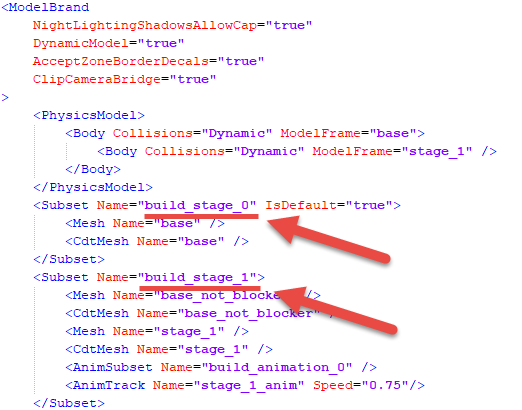 <ModelBrand
NightLightingShadowsAllowCap="true"
DynamicModel="true"
AcceptZoneBorderDecals="true"
ClipCameraBridge="true"
>
<PhysicsModel>
<Body Collisions="Dynamic" ModelFrame="base">
<Body Collisions="Dynamic" ModelFrame="stage_1" />
</Body>
</PhysicsModel>
<Subset Name="build_stage_0" IsDefault="true">
<Mesh Name="base" />
<CdtMesh Name="base" />
</Subset>
<Subset Name="build_stage_1">
<Mesh Name="base_not_blocker" />
<CdtMesh Name="base_not_blocker" />
<Mesh Name="stage_1" />
<CdtMesh Name="stage_1" />
<AnimSubset Name="build_animation_0" />
<AnimTrack Name="stage_1_anim" Speed="0.75"/>
</Subset>